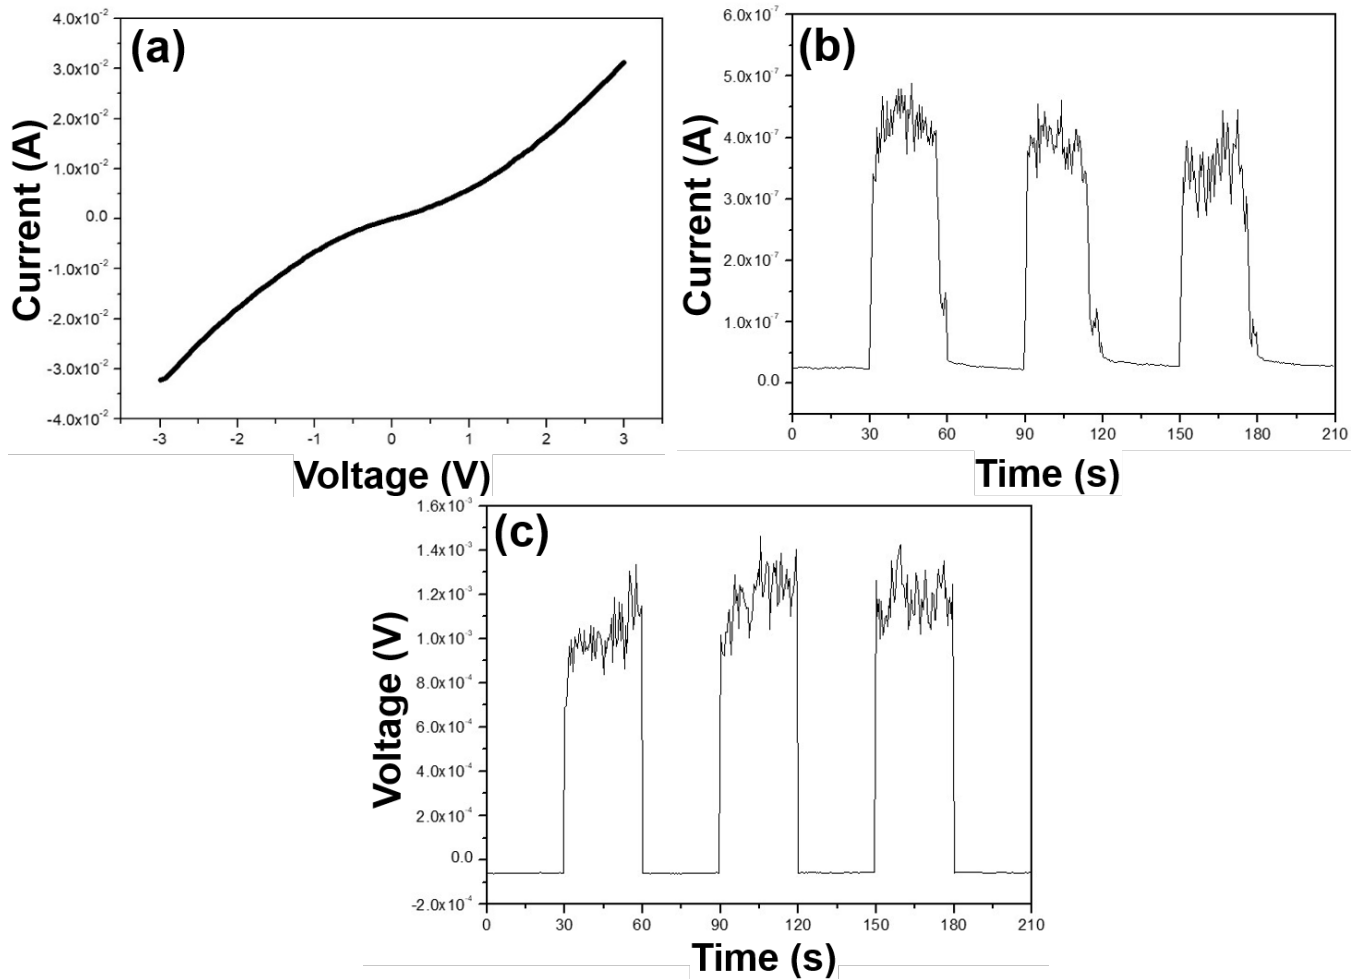 (a)
Current (A)
4.0x10⁻²
3.0x10⁻²
2.0x10⁻²
1.0x10⁻²
0.0
-1.0x10⁻²
-2.0x10⁻²
-3.0x10⁻²
-4.0x10⁻²
-3 -2 -1 0 1 2 3
Voltage (V)
(b)
Current (A)
6.0x10⁻⁷
5.0x10⁻⁷
4.0x10⁻⁷
3.0x10⁻⁷
2.0x10⁻⁷
1.0x10⁻⁷
0.0
0 30 60 90 120 150 180 210
Time (s)
(c)
Voltage (V)
1.6x10⁻³
1.4x10⁻³
1.2x10⁻³
1.0x10⁻³
8.0x10⁻⁴
6.0x10⁻⁴
4.0x10⁻⁴
2.0x10⁻⁴
0.0
-2.0x10⁻⁴
0 30 60 90 120 150 180 210
Time (s)